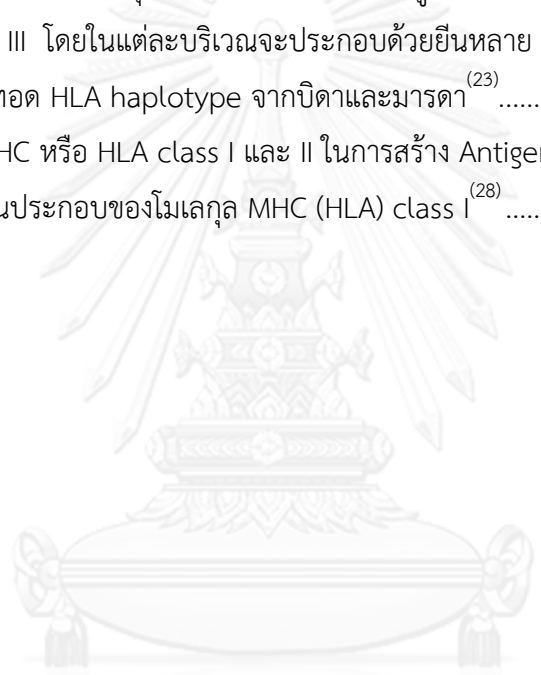 III โดยในแต่ละบริเวณจะประกอบด้วยยีนหลาย
ทอด HLA haplotype จากบิดาและมารดา(23)......
HC หรือ HLA class I และ II ในการสร้าง Antigen
นประกอบของโมเลกุล MHC (HLA) class I(28) .....